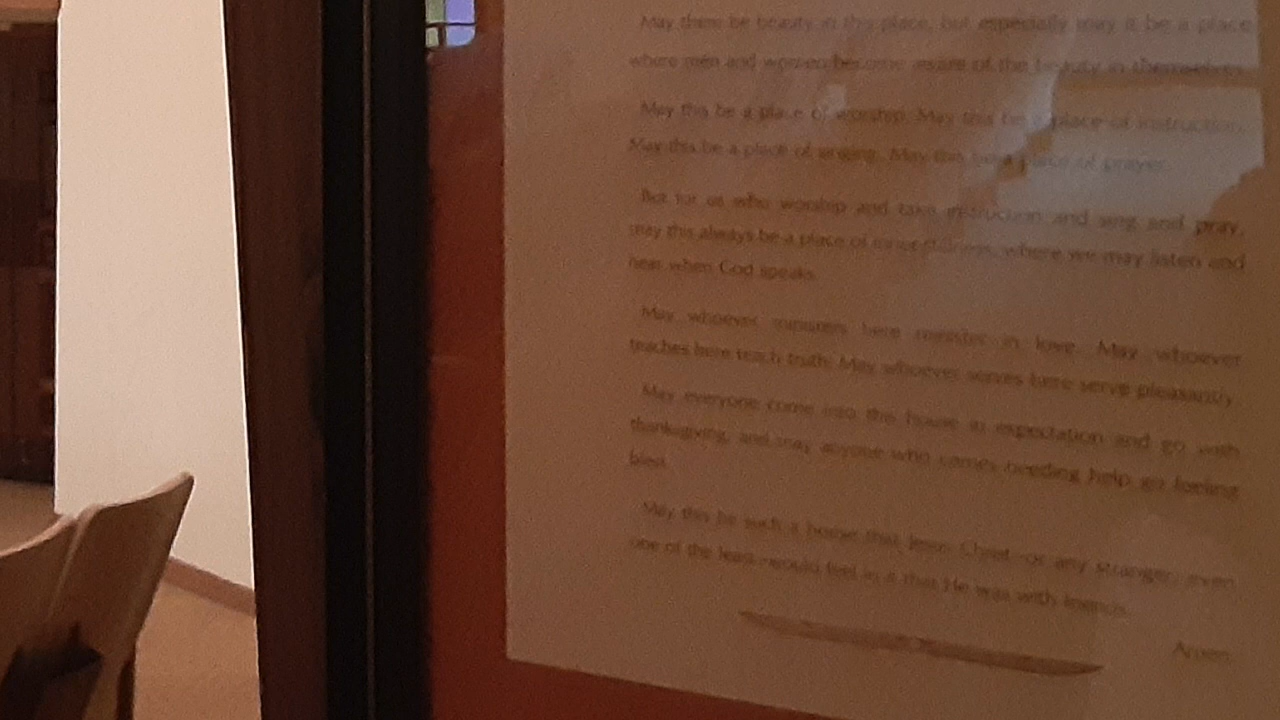 May there be beauty in this place, but especially may it be a place
where men and women become aware of the beauty in themselves.
May this be a place of worship. May this be a place of instruction.
May this be a place of singing. May this be a place of prayer.
But for us who worship and take instruction and sing and pray,
may this always be a place of inner stillness, where we may listen and
hear when God speaks.
May whoever ministers here minister in love. May whoever
teaches here teach truth. May whoever serves here serve pleasantly.
May everyone come into this house in expectation and go with
thanksgiving, and may anyone who comes needing help go feeling
blest.
May this be such a house that Jesus Christ—or any stranger, even
one of the least—would feel in it that He was with friends.
Amen.